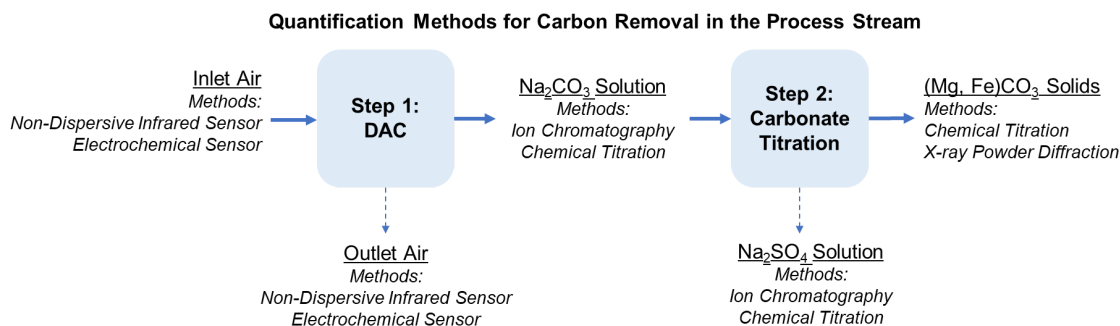 Quantification Methods for Carbon Removal in the Process Stream
Inlet Air
Methods:
Non-Dispersive Infrared Sensor
Electrochemical Sensor
Step 1:
DAC
Na₂CO₃ Solution
Methods:
Ion Chromatography
Chemical Titration
Step 2:
Carbonate
Titration
(Mg, Fe)CO₃ Solids
Methods:
Chemical Titration
X-ray Powder Diffraction
Outlet Air
Methods:
Non-Dispersive Infrared Sensor
Electrochemical Sensor
Na₂SO₄ Solution
Methods:
Ion Chromatography
Chemical Titration